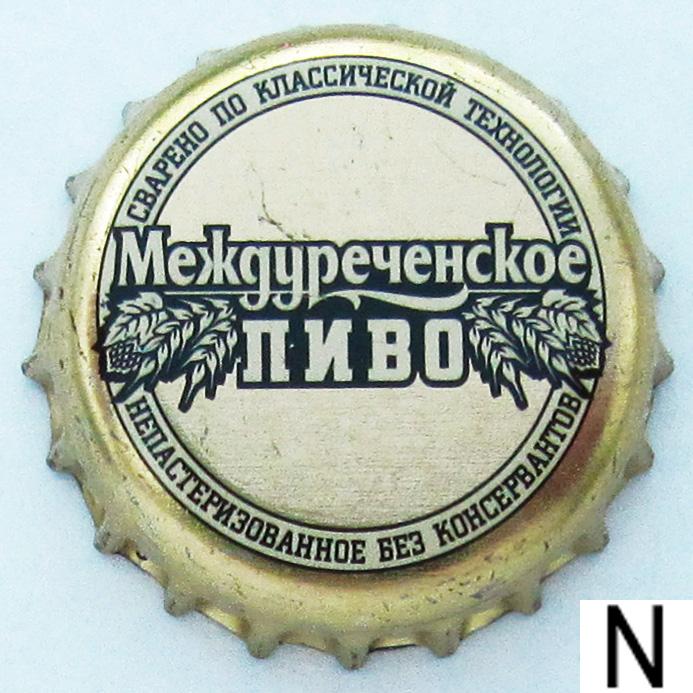 СВАРЕНО ПО КЛАССИЧЕСКОЙ ТЕХНОЛОГИИ
Междуреченское
ПИВО
НЕПАСТЕРИЗОВАННОЕ БЕЗ КОНСЕРВАНТОВ
N